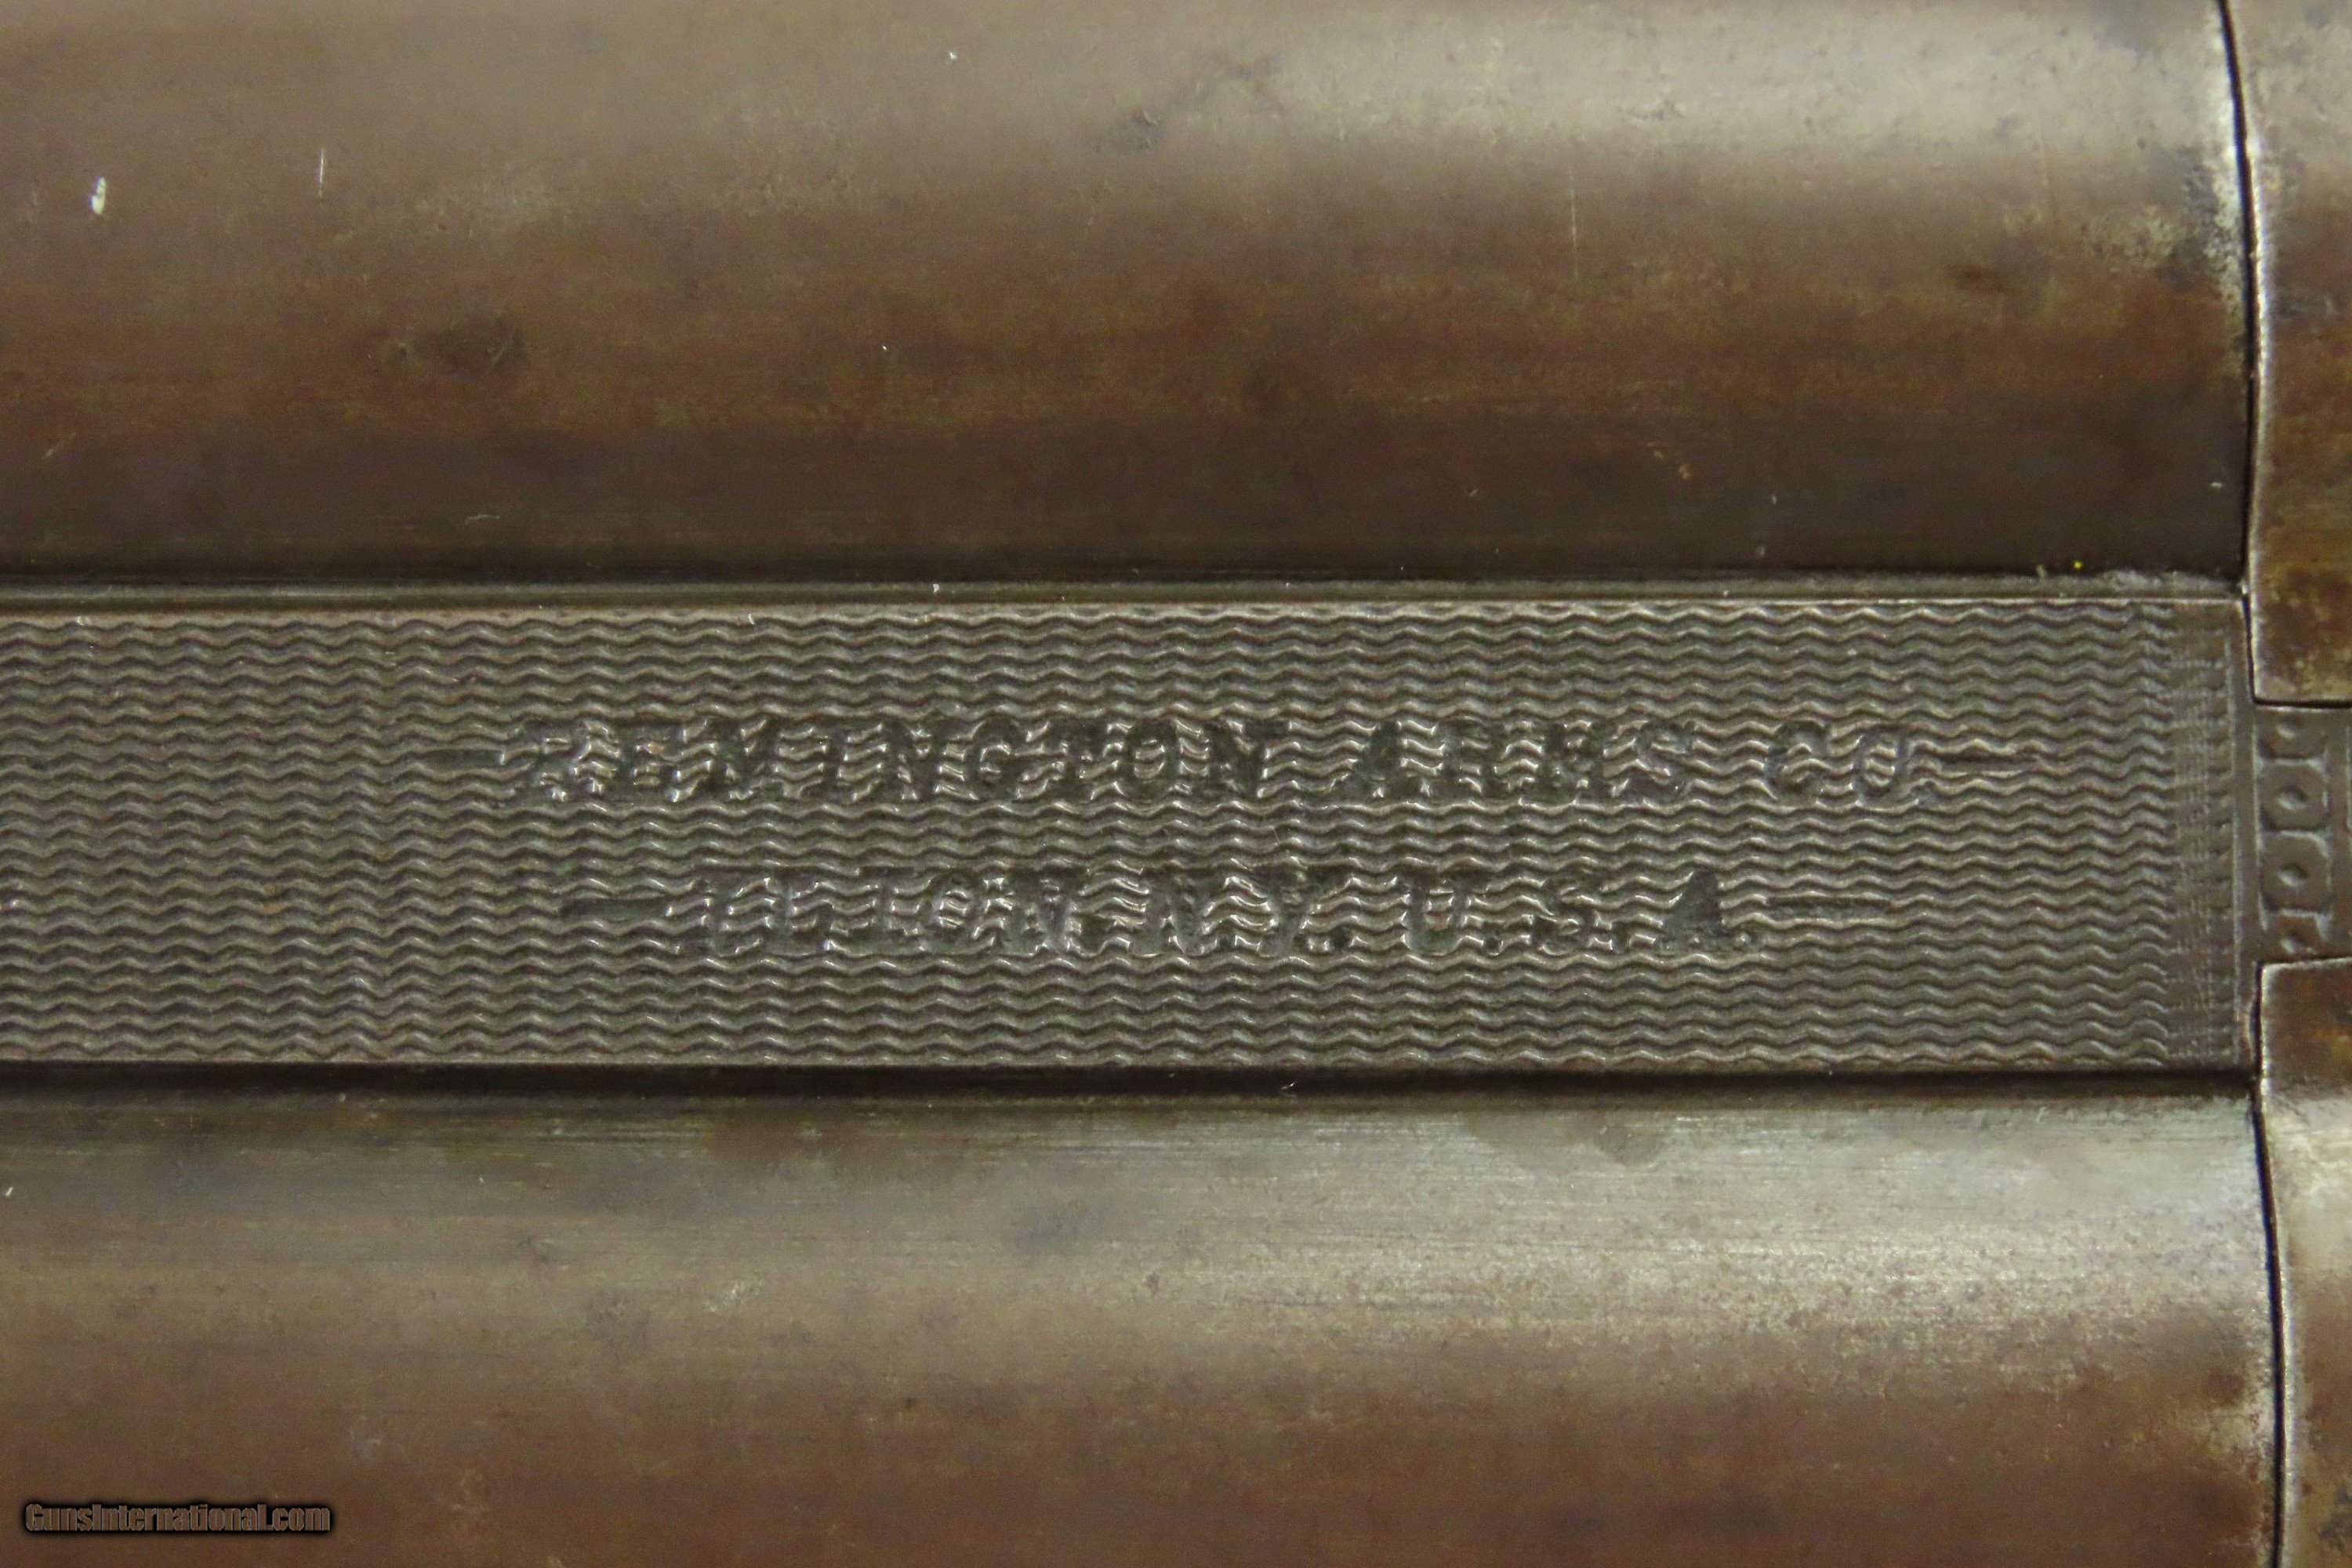 —REMINGTON ARMS CO.—
—ILION, N.Y. U.S.A.—
GunsInternational.com